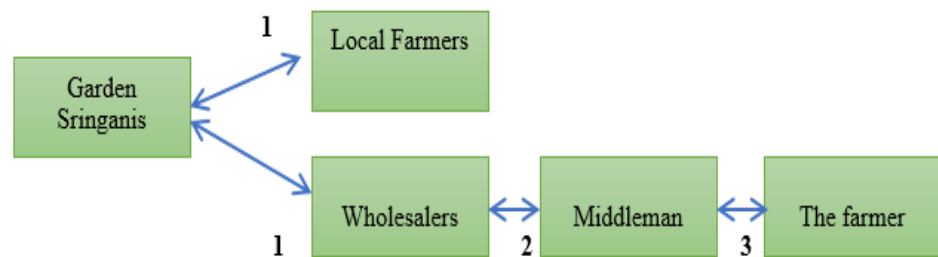 1
Local Farmers
Garden
Sringanis
Wholesalers
Middleman
The farmer
1
2
3